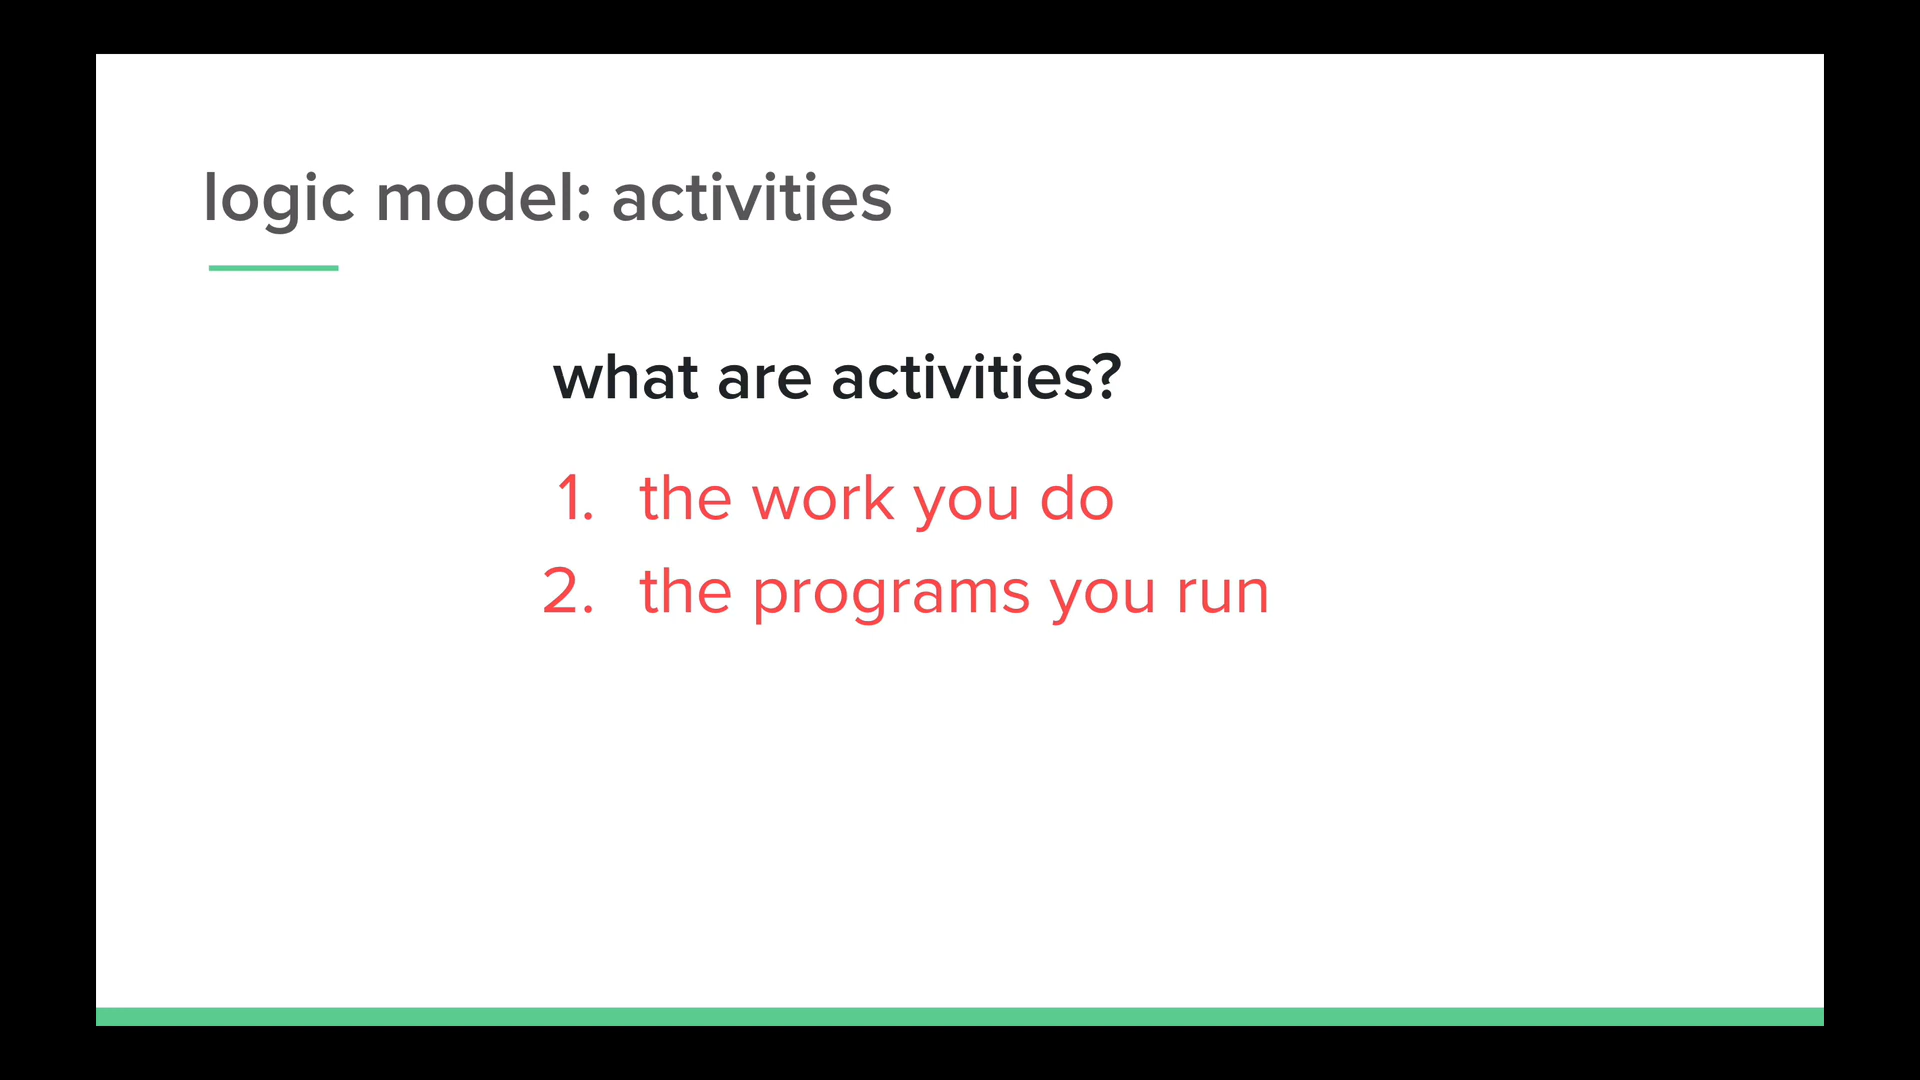 logic model: activities
what are activities?
1. the work you do
2. the programs you run